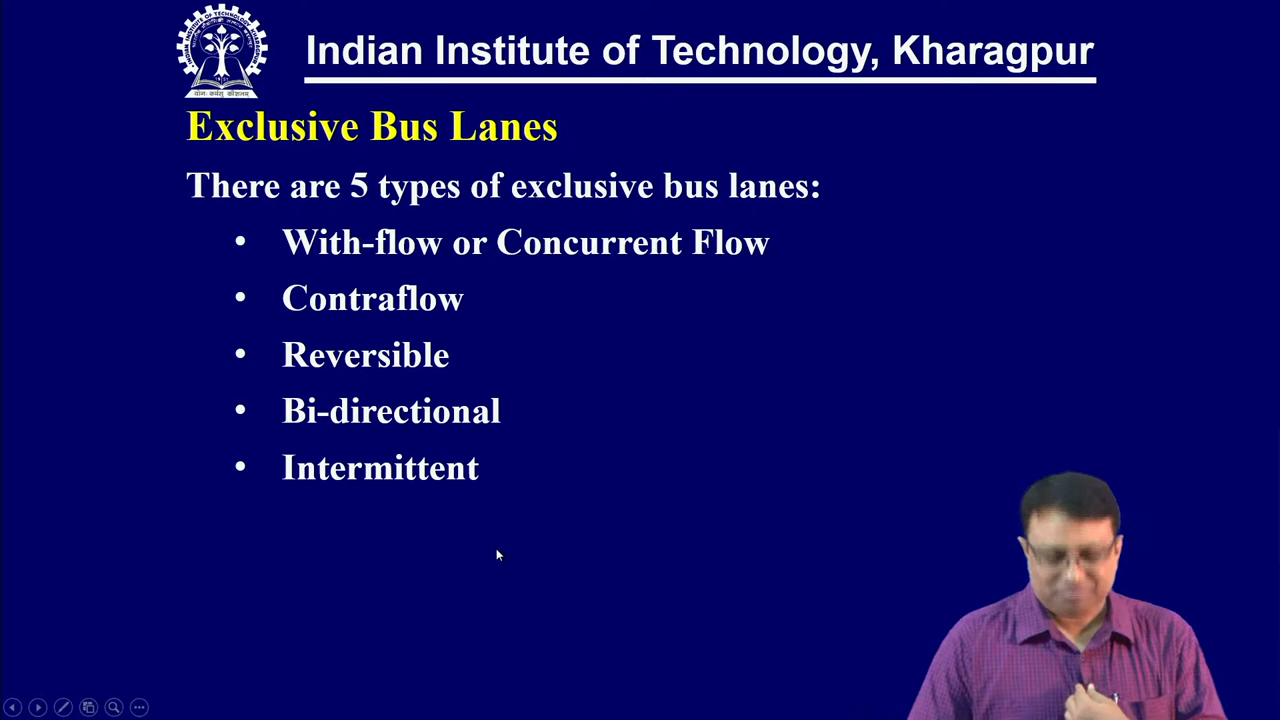 Indian Institute of Technology, Kharagpur
Exclusive Bus Lanes
There are 5 types of exclusive bus lanes:
• With-flow or Concurrent Flow
• Contraflow
• Reversible
• Bi-directional
• Intermittent